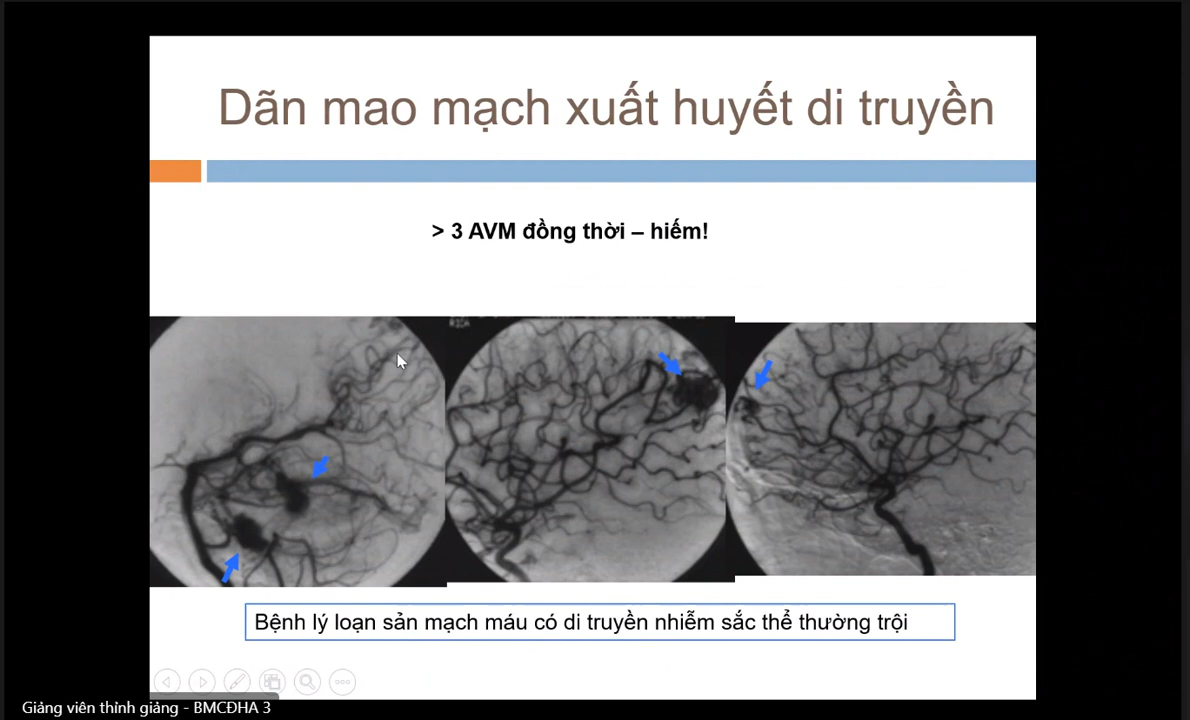 Dãn mao mạch xuất huyết di truyền
> 3 AVM đồng thời – hiếm!
Bệnh lý loạn sản mạch máu có di truyền nhiễm sắc thể thường trội
Giảng viên thỉnh giảng - BMCĐHA 3